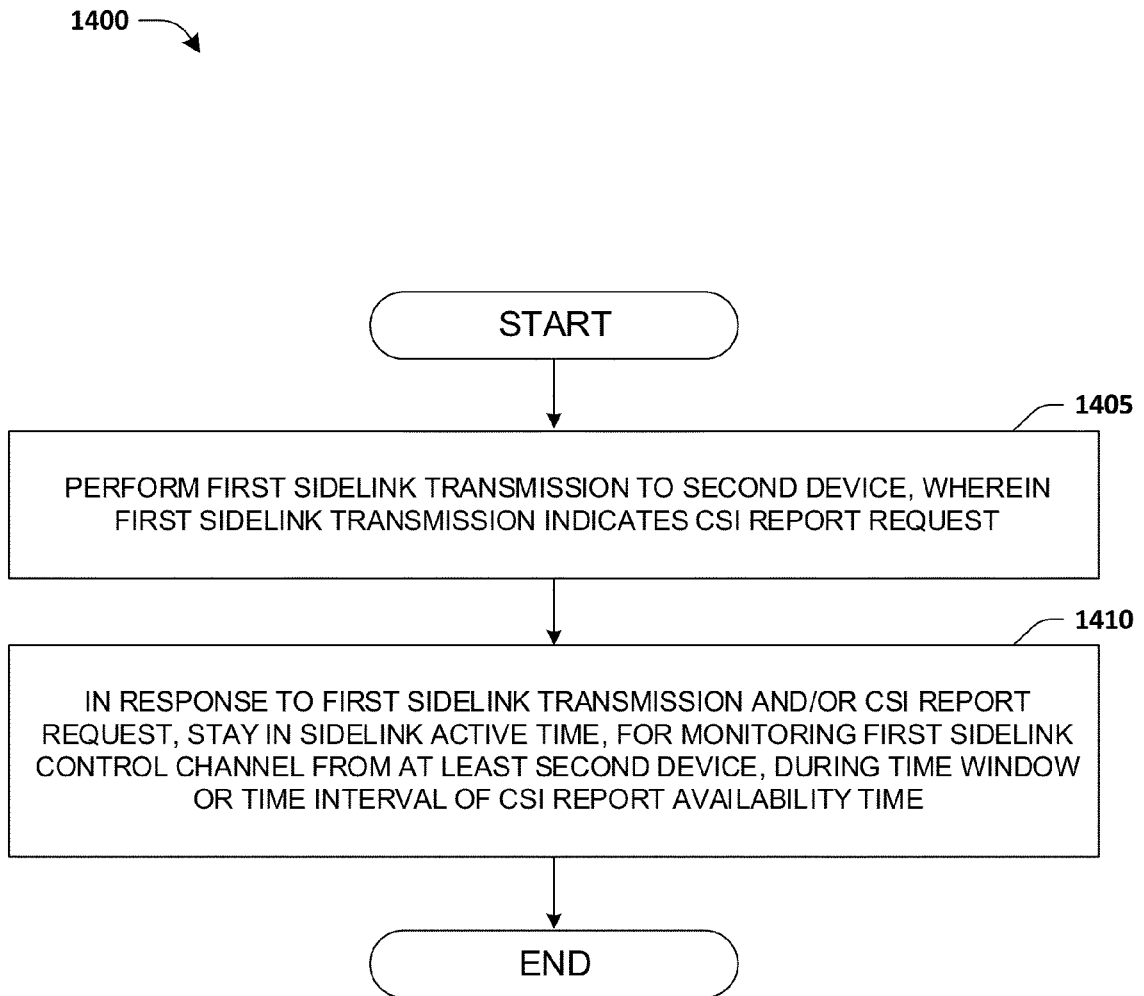 1400
START
1405
PERFORM FIRST SIDELINK TRANSMISSION TO SECOND DEVICE, WHEREIN
FIRST SIDELINK TRANSMISSION INDICATES CSI REPORT REQUEST
1410
IN RESPONSE TO FIRST SIDELINK TRANSMISSION AND/OR CSI REPORT
REQUEST, STAY IN SIDELINK ACTIVE TIME, FOR MONITORING FIRST SIDELINK
CONTROL CHANNEL FROM AT LEAST SECOND DEVICE, DURING TIME WINDOW
OR TIME INTERVAL OF CSI REPORT AVAILABILITY TIME
END